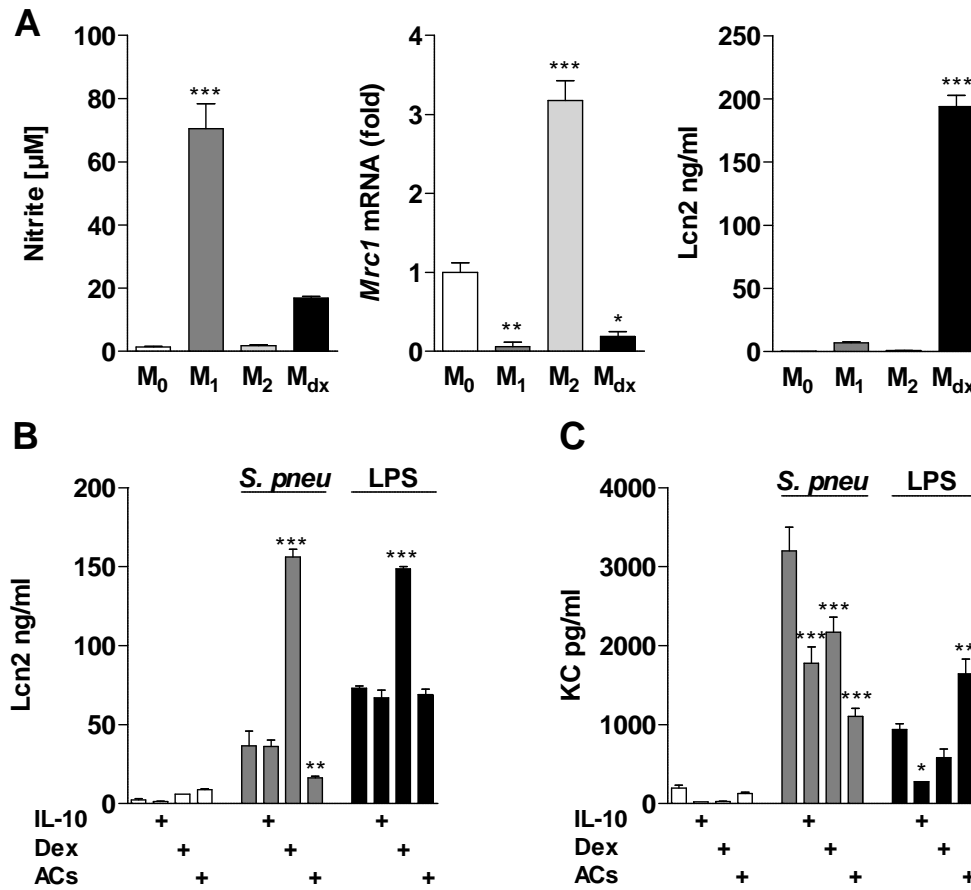 A
Nitrite [µM]
100
80
60
40
20
0
***
M0 M1 M2 Mdx
Mrc1 mRNA (fold)
4
3
2
1
0
**
***
*
M0 M1 M2 Mdx
Lcn2 ng/ml
250
200
150
100
50
0
***
M0 M1 M2 Mdx
B
S. pneu LPS
Lcn2 ng/ml
200
150
100
50
0
***
**
***
IL-10 + + +
Dex + + +
ACs + + +
C
S. pneu LPS
KC pg/ml
4000
3000
2000
1000
0
***
***
***
*
**
IL-10 + + +
Dex + + +
ACs + + +